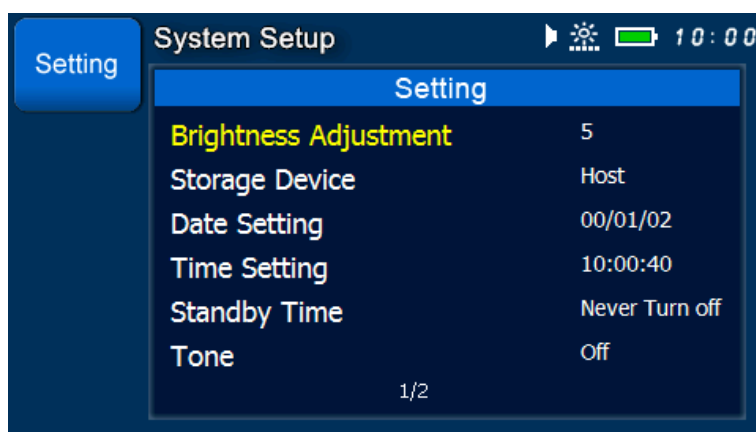 Setting
System Setup 10:00
Setting
Brightness Adjustment 5
Storage Device Host
Date Setting 00/01/02
Time Setting 10:00:40
Standby Time Never Turn off
Tone Off
1/2